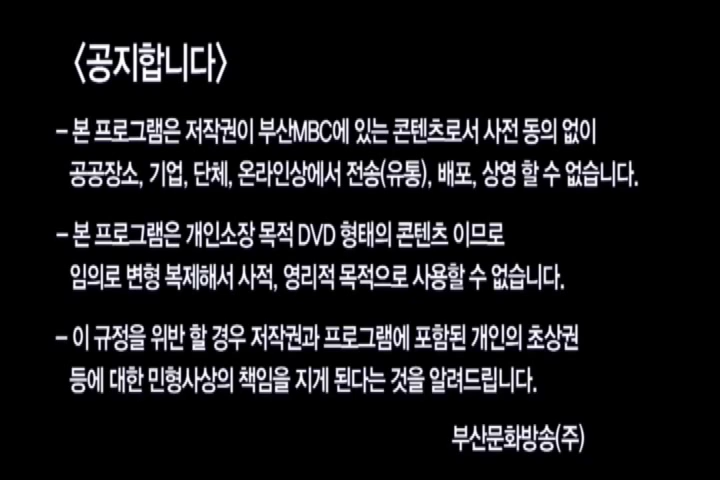 <공지합니다>
- 본 프로그램은 저작권이 부산MBC에 있는 콘텐츠로서 사전 동의 없이
공공장소, 기업, 단체, 온라인상에서 전송(유통), 배포, 상영 할 수 없습니다.
- 본 프로그램은 개인소장 목적 DVD 형태의 콘텐츠 이므로
임의로 변형 복제해서 사적, 영리적 목적으로 사용할 수 없습니다.
- 이 규정을 위반 할 경우 저작권과 프로그램에 포함된 개인의 초상권
등에 대한 민형사상의 책임을 지게 된다는 것을 알려드립니다.
부산문화방송(주)